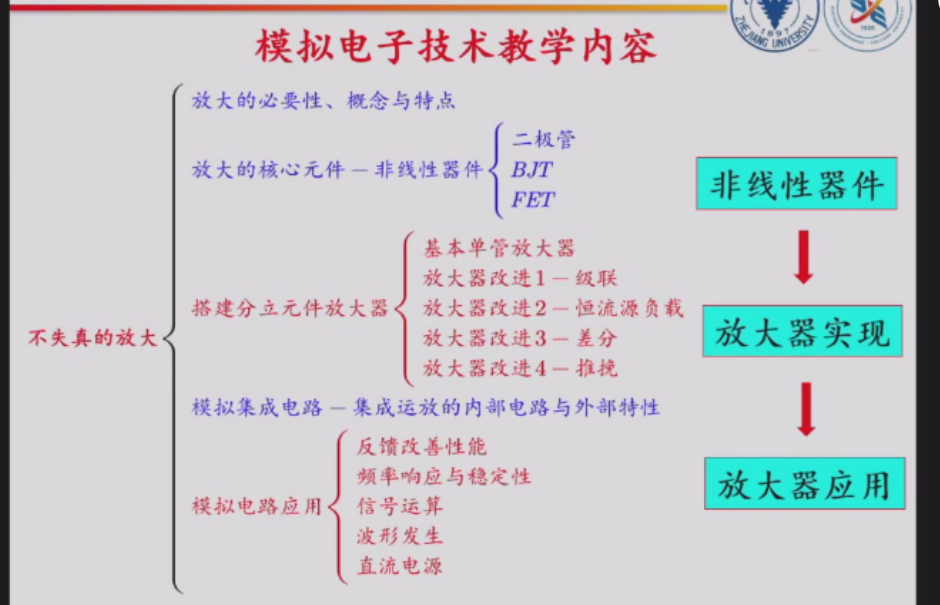 模拟电子技术教学内容
1897
ZHEJIANG UNIVERSITY
不失真的放大
放大的必要性、概念与特点
放大的核心元件－非线性器件
二极管
BJT
FET
搭建分立元件放大器
基本单管放大器
放大器改进1－级联
放大器改进2－恒流源负载
放大器改进3－差分
放大器改进4－推挽
模拟集成电路－集成运放的内部电路与外部特性
模拟电路应用
反馈改善性能
频率响应与稳定性
信号运算
波形发生
直流电源
非线性器件
放大器实现
放大器应用